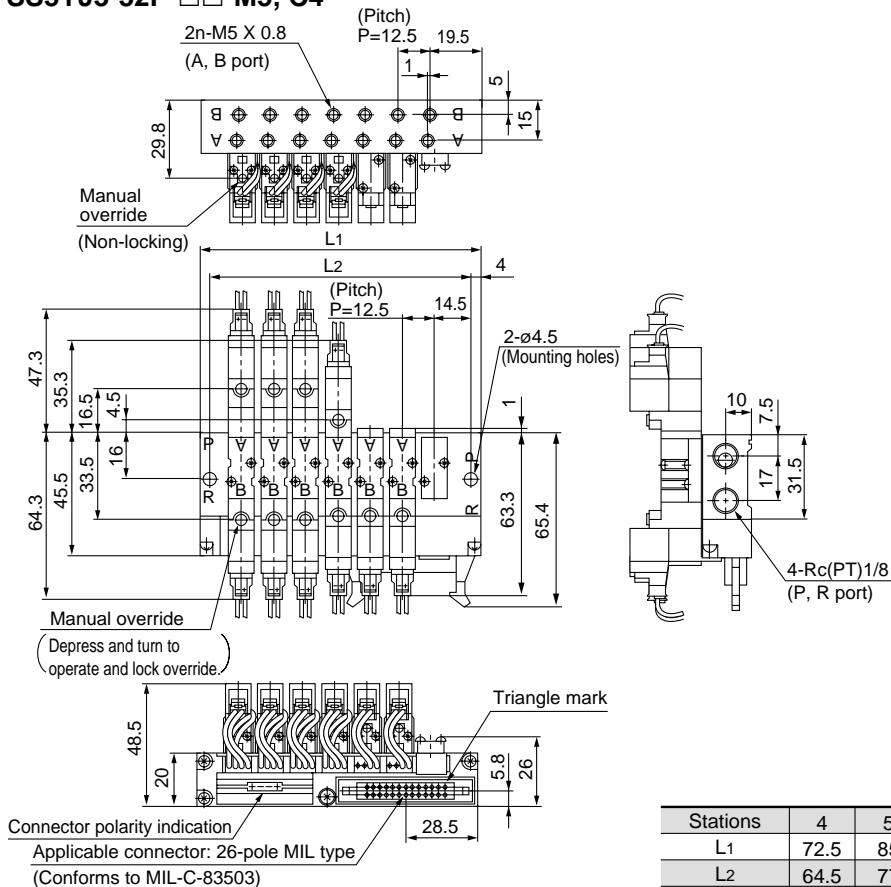 2n-M5 X 0.8
(A, B port)
(Pitch)
P=12.5
19.5
1
5
15
29.8
B
B
A
A
Manual
override
(Non-locking)
L1
L2
4
(Pitch)
P=12.5
14.5
2-ø4.5
(Mounting holes)
47.3
35.3
16.5
4.5
16
33.5
45.5
64.3
1
63.3
65.4
P
R
A A A A A A
B B B B B B
P
R
10
7.5
17
31.5
4-Rc(PT)1/8
(P, R port)
Manual override
(Depress and turn to
operate and lock override.)
Triangle mark
48.5
20
5.8
26
28.5
Connector polarity indication
Applicable connector: 26-pole MIL type
(Conforms to MIL-C-83503)
Stations 4
L1 72.5
L2 64.5